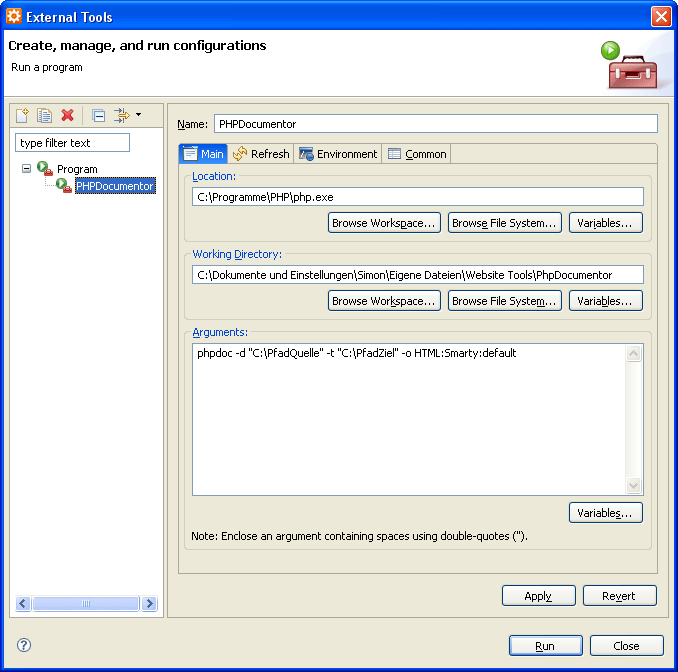 External Tools
Create, manage, and run configurations
Run a program
type filter text
Program
PHPDocumentor
Name: PHPDocumentor
Main Refresh Environment Common
Location:
C:\Programme\PHP\php.exe
Browse Workspace... Browse File System... Variables...
Working Directory:
C:\Dokumente und Einstellungen\Simon\Eigene Dateien\Website Tools\PhpDocumentor
Browse Workspace... Browse File System... Variables...
Arguments:
phpdoc -d "C:\PfadQuelle" -t "C:\PfadZiel" -o HTML:Smarty:default
Variables...
Note: Enclose an argument containing spaces using double-quotes (").
Apply Revert
? Run Close